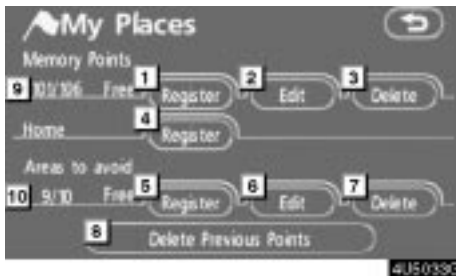 My Places
Memory Points
1 2 3
9 101/106 Free Register Edit Delete
4
Home Register
Areas to avoid
5 6 7
10 9/10 Free Register Edit Delete
8 Delete Previous Points
4U5033G